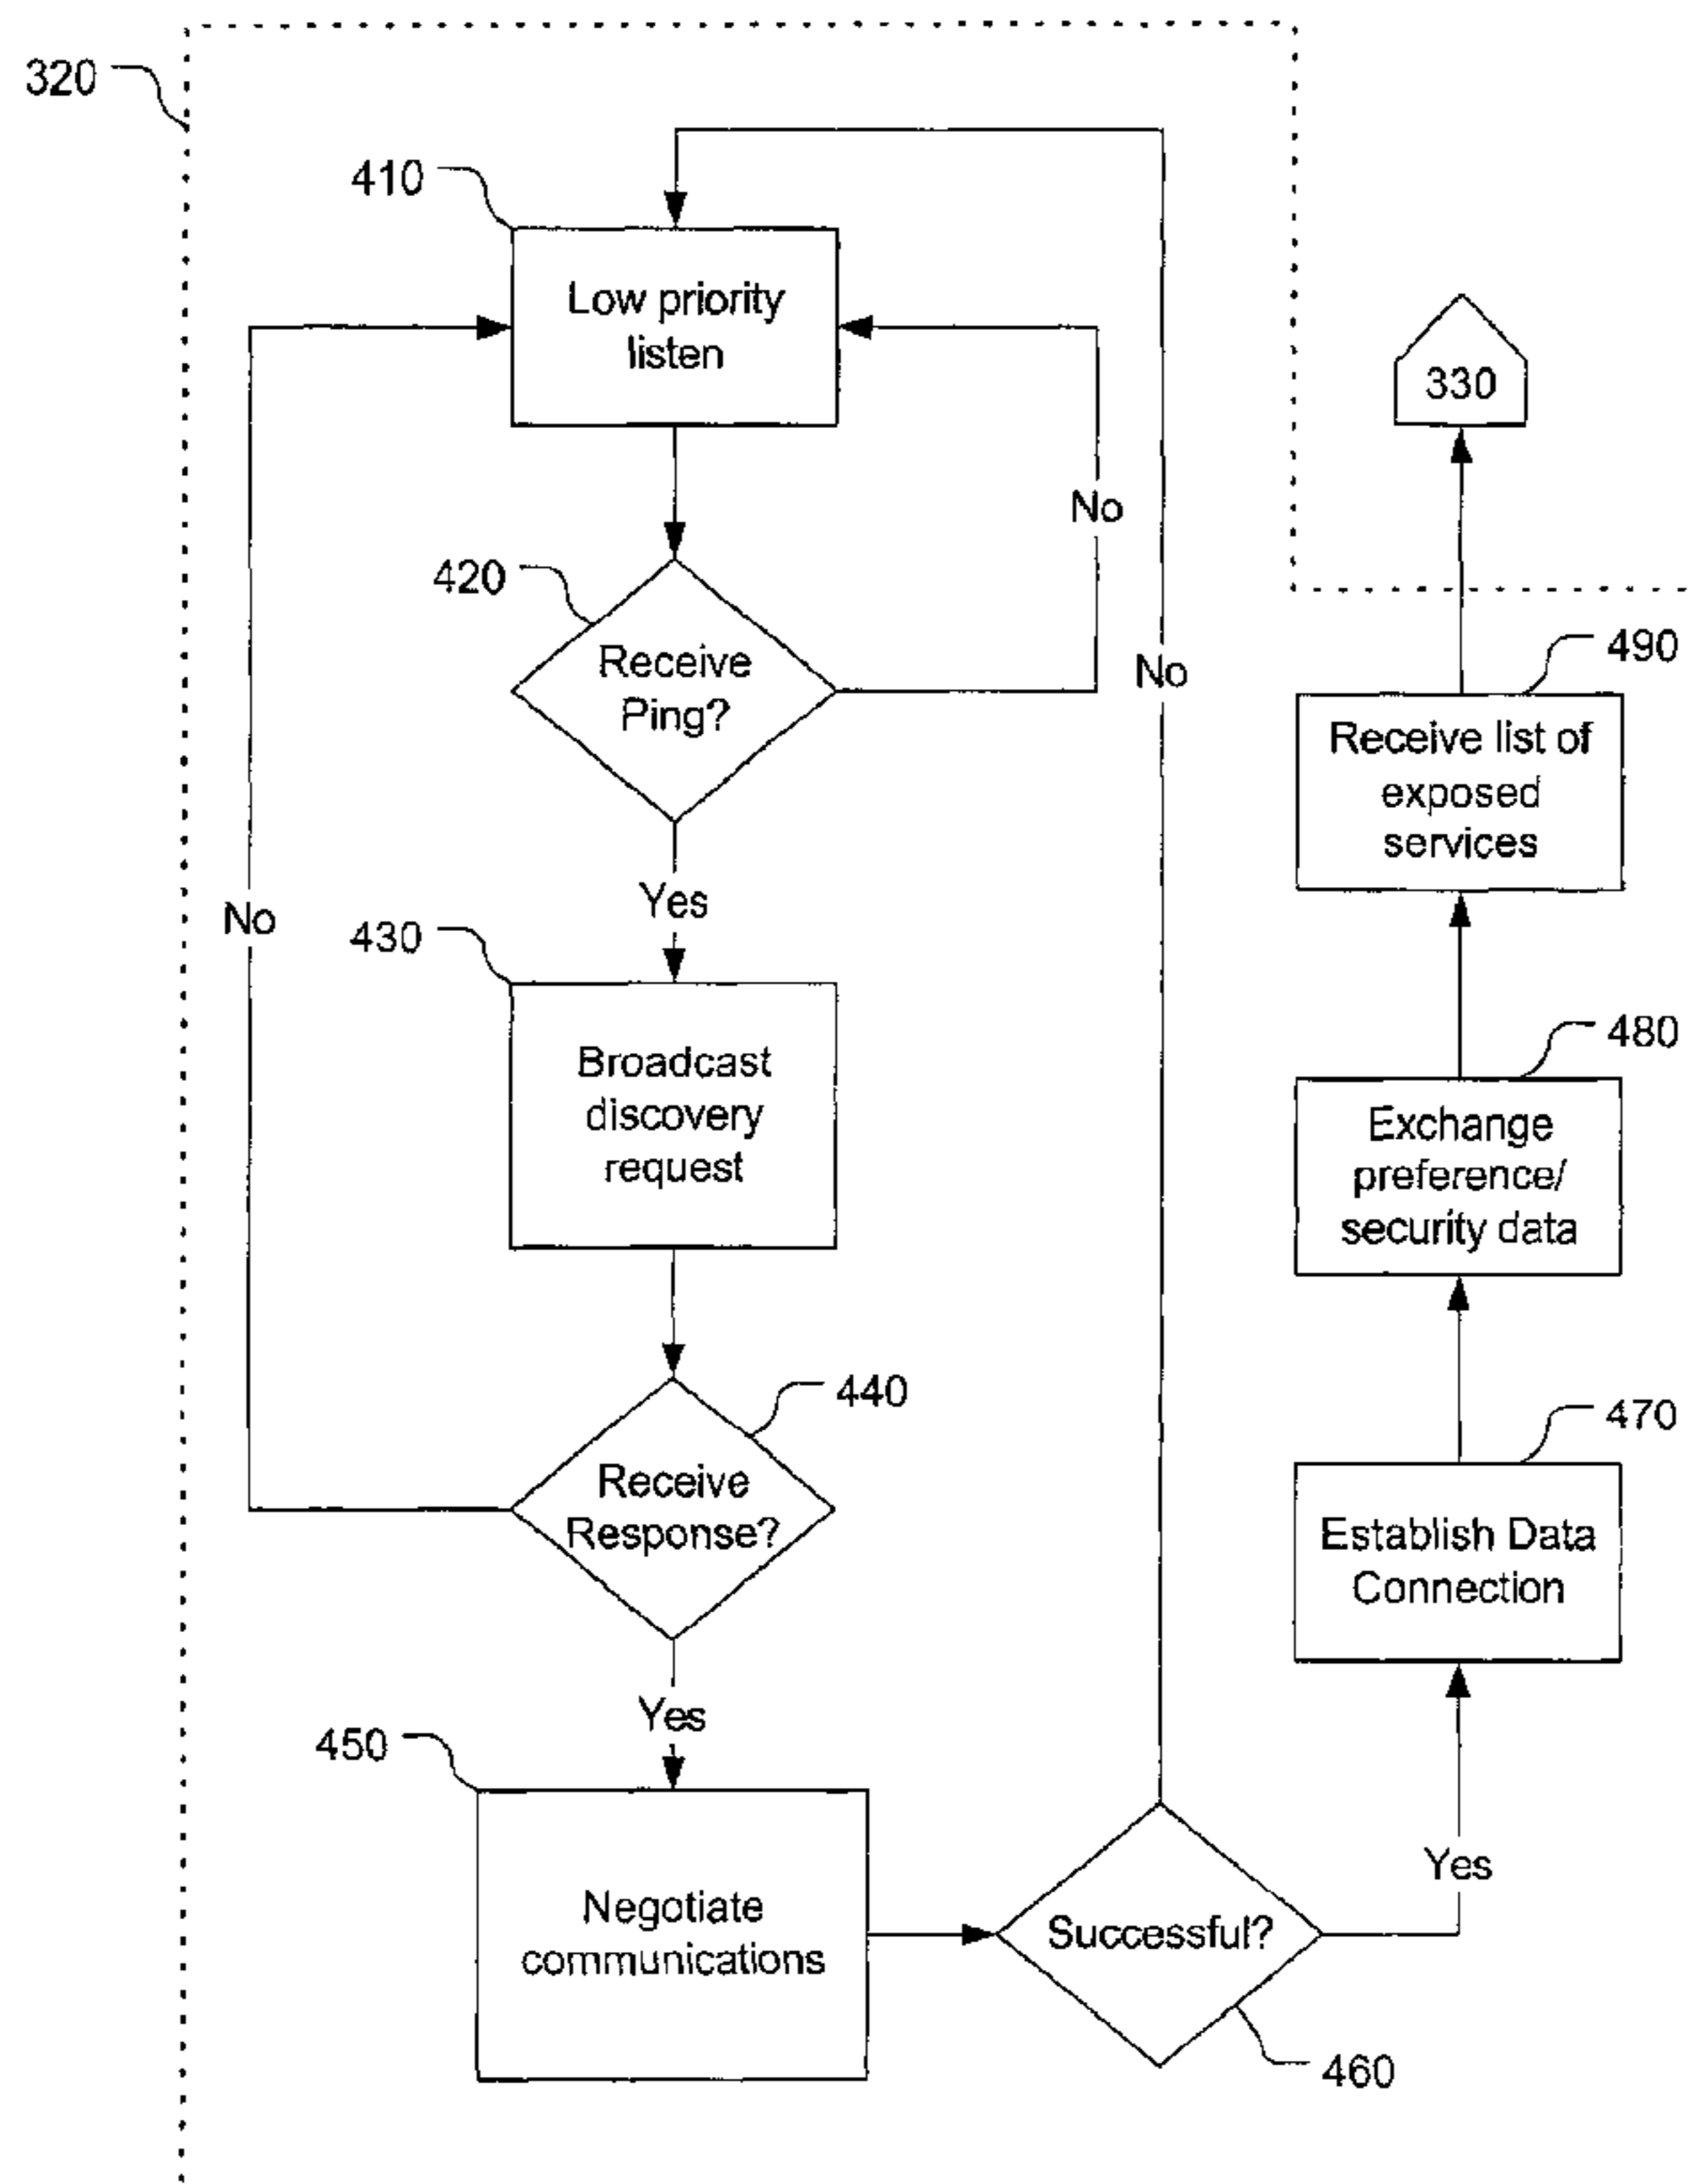 320
410
Low priority
listen
330
No
420
Receive
Ping?
No
490
Receive list of
exposed
services
Yes
No
430
Broadcast
discovery
request
480
Exchange
preference/
security data
440
Receive
Response?
470
Establish Data
Connection
Yes
450
Negotiate
communications
Successful?
Yes
460